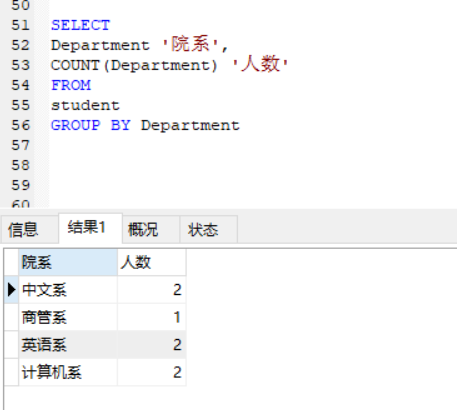 50
51 SELECT
52 Department '院系',
53 COUNT(Department) '人数'
54 FROM
55 student
56 GROUP BY Department
57
58
59
60
信息 结果1 概况 状态
院系 人数
中文系 2
商管系 1
英语系 2
计算机系 2